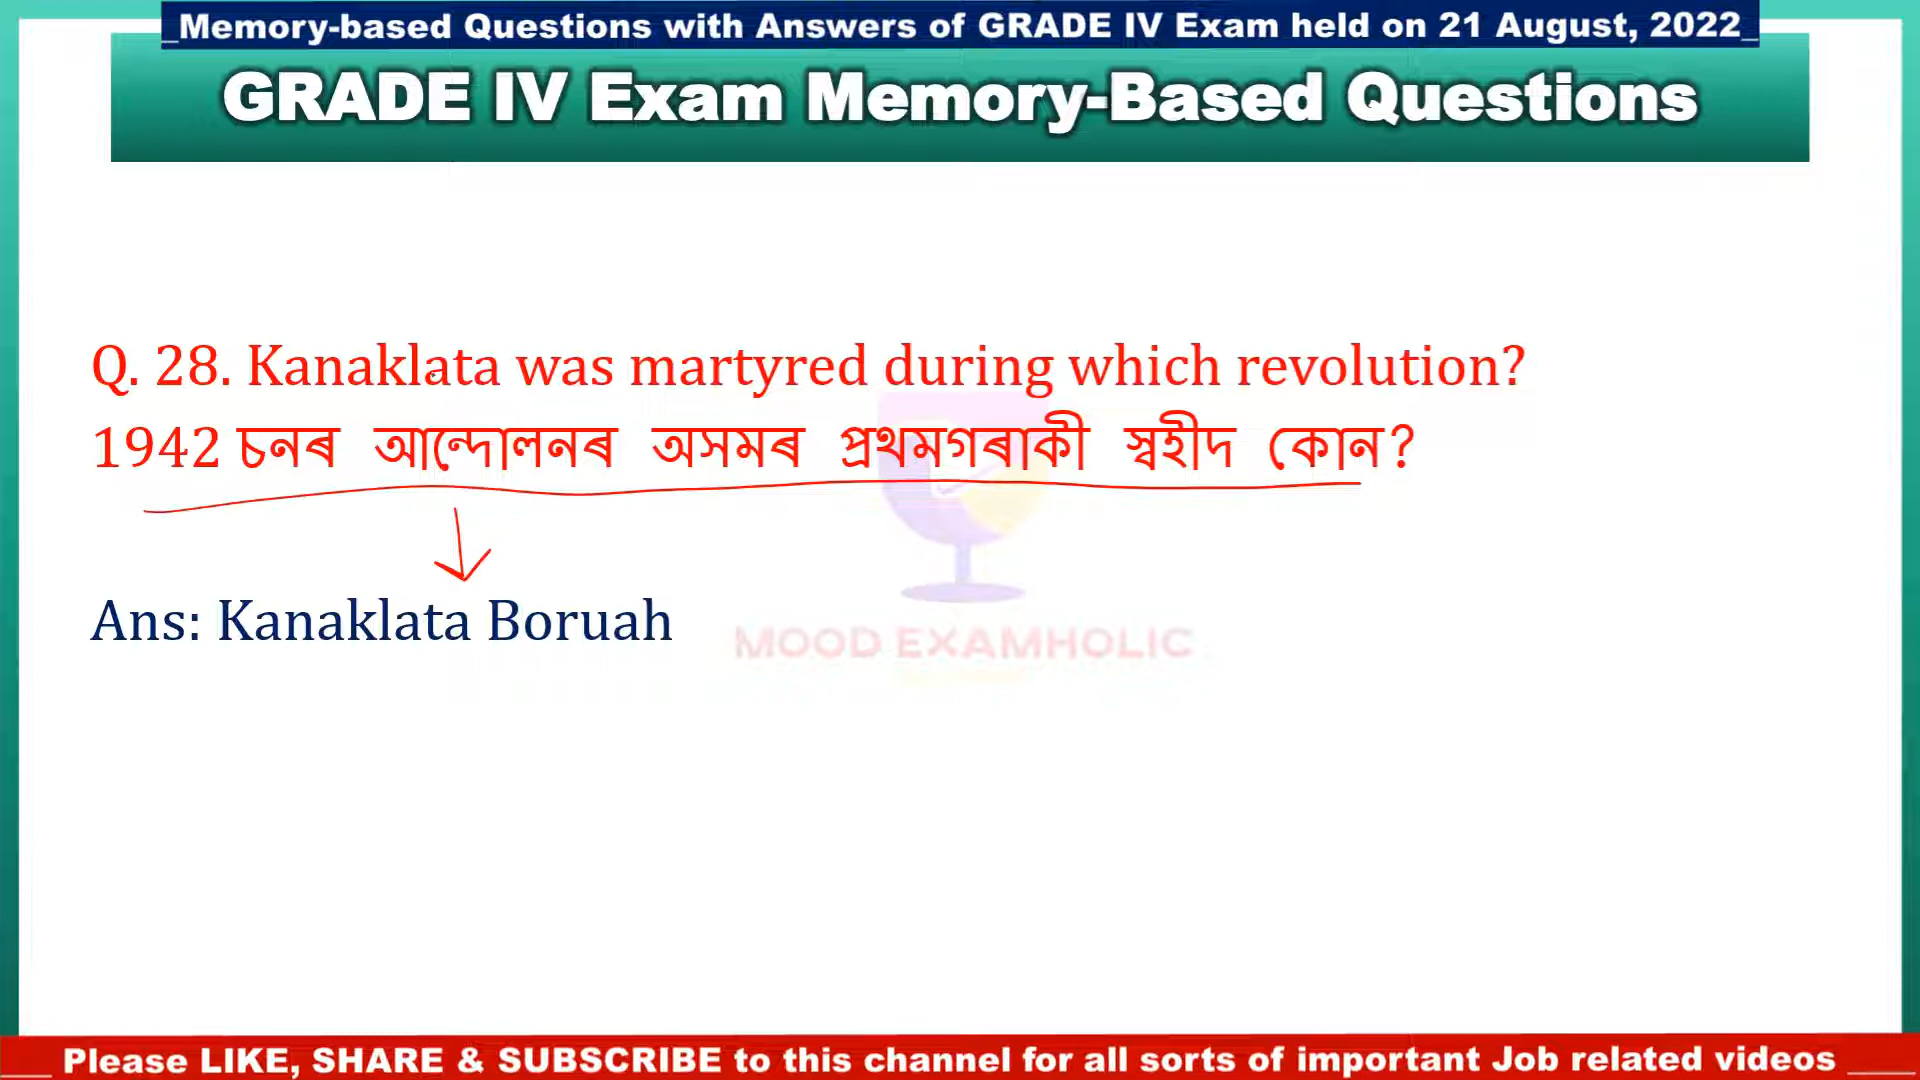 _Memory-based Questions with Answers of GRADE IV Exam held on 21 August, 2022_
GRADE IV Exam Memory-Based Questions
Q. 28. Kanaklata was martyred during which revolution?
1942 চনৰ আন্দোলনৰ অসমৰ প্ৰথমগৰাকী স্বহীদ কোন?
Ans: Kanaklata Boruah
MOOD EXAMHOLIC
___ Please LIKE, SHARE & SUBSCRIBE to this channel for all sorts of important Job related videos ____